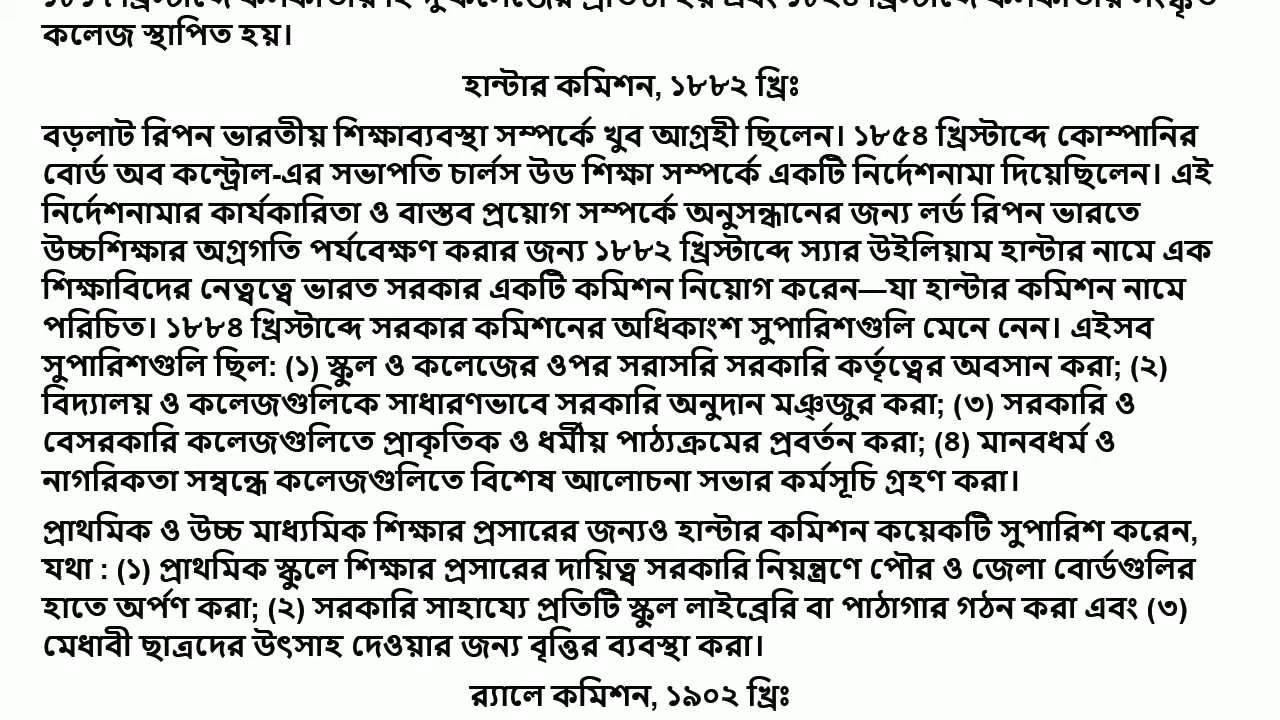 কলেজ স্থাপিত হয়।
হান্টার কমিশন, ১৮৮২ খ্রিঃ
বড়লাট রিপন ভারতীয় শিক্ষাব্যবস্থা সম্পর্কে খুব আগ্রহী ছিলেন। ১৮৫৪ খ্রিস্টাব্দে কোম্পানির
বোর্ড অব কন্ট্রোল-এর সভাপতি চার্লস উড শিক্ষা সম্পর্কে একটি নির্দেশনামা দিয়েছিলেন। এই
নির্দেশনামার কার্যকারিতা ও বাস্তব প্রয়োগ সম্পর্কে অনুসন্ধানের জন্য লর্ড রিপন ভারতে
উচ্চশিক্ষার অগ্রগতি পর্যবেক্ষণ করার জন্য ১৮৮২ খ্রিস্টাব্দে স্যার উইলিয়াম হান্টার নামে এক
শিক্ষাবিদের নেতৃত্বে ভারত সরকার একটি কমিশন নিয়োগ করেন—যা হান্টার কমিশন নামে
পরিচিত। ১৮৮৪ খ্রিস্টাব্দে সরকার কমিশনের অধিকাংশ সুপারিশগুলি মেনে নেন। এইসব
সুপারিশগুলি ছিল: (১) স্কুল ও কলেজের ওপর সরাসরি সরকারি কর্তৃত্বের অবসান করা; (২)
বিদ্যালয় ও কলেজগুলিকে সাধারণভাবে সরকারি অনুদান মঞ্জুর করা; (৩) সরকারি ও
বেসরকারি কলেজগুলিতে প্রাকৃতিক ও ধর্মীয় পাঠ্যক্রমের প্রবর্তন করা; (৪) মানবধর্ম ও
নাগরিকতা সম্বন্ধে কলেজগুলিতে বিশেষ আলোচনা সভার কর্মসূচি গ্রহণ করা।
প্রাথমিক ও উচ্চ মাধ্যমিক শিক্ষার প্রসারের জন্যও হান্টার কমিশন কয়েকটি সুপারিশ করেন,
যথা : (১) প্রাথমিক স্কুলে শিক্ষার প্রসারের দায়িত্ব সরকারি নিয়ন্ত্রণে পৌর ও জেলা বোর্ডগুলির
হাতে অর্পণ করা; (২) সরকারি সাহায্যে প্রতিটি স্কুল লাইব্রেরি বা পাঠাগার গঠন করা এবং (৩)
মেধাবী ছাত্রদের উৎসাহ দেওয়ার জন্য বৃত্তির ব্যবস্থা করা।
র‍্যালে কমিশন, ১৯০২ খ্রিঃ